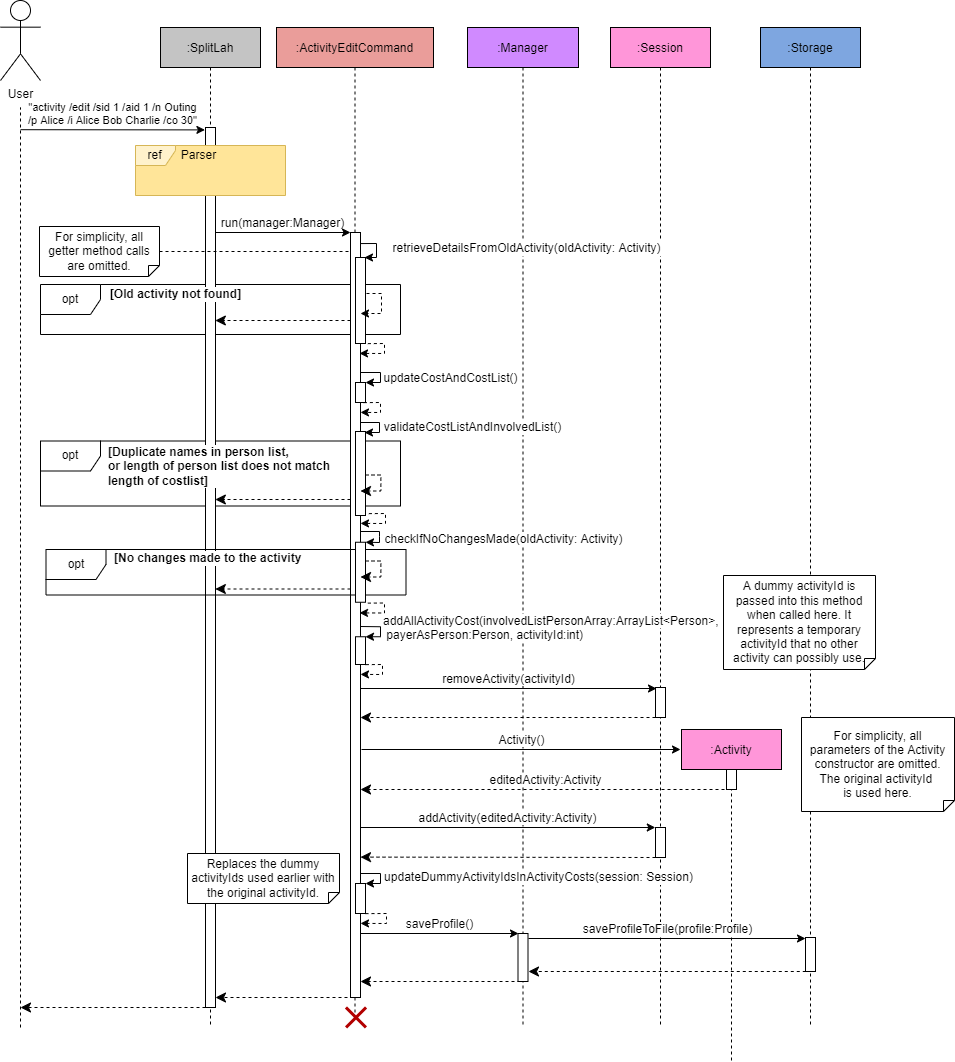 :SplitLah
:ActivityEditCommand
:Manager
:Session
:Storage
User
"activity /edit /sid 1 /aid 1 /n Outing
/p Alice /i Alice Bob Charlie /co 30"
ref
Parser
run(manager:Manager)
For simplicity, all
getter method calls
are omitted.
retrieveDetailsFromOldActivity(oldActivity: Activity)
opt
[Old activity not found]
updateCostAndCostList()
validateCostListAndInvolvedList()
opt
[Duplicate names in person list,
or length of person list does not match
length of costlist]
checkIfNoChangesMade(oldActivity: Activity)
opt
[No changes made to the activity
A dummy activityId is
passed into this method
when called here. It
represents a temporary
activityId that no other
activity can possibly use.
addAllActivityCost(involvedListPersonArray:ArrayList<Person>,
payerAsPerson:Person, activityId:int)
removeActivity(activityId)
Activity()
:Activity
For simplicity, all
parameters of the Activity
constructor are omitted.
The original activityId
is used here.
editedActivity:Activity
addActivity(editedActivity:Activity)
Replaces the dummy
activityIds used earlier with
the original activityId.
updateDummyActivityIdsInActivityCosts(session: Session)
saveProfile()
saveProfileToFile(profile:Profile)